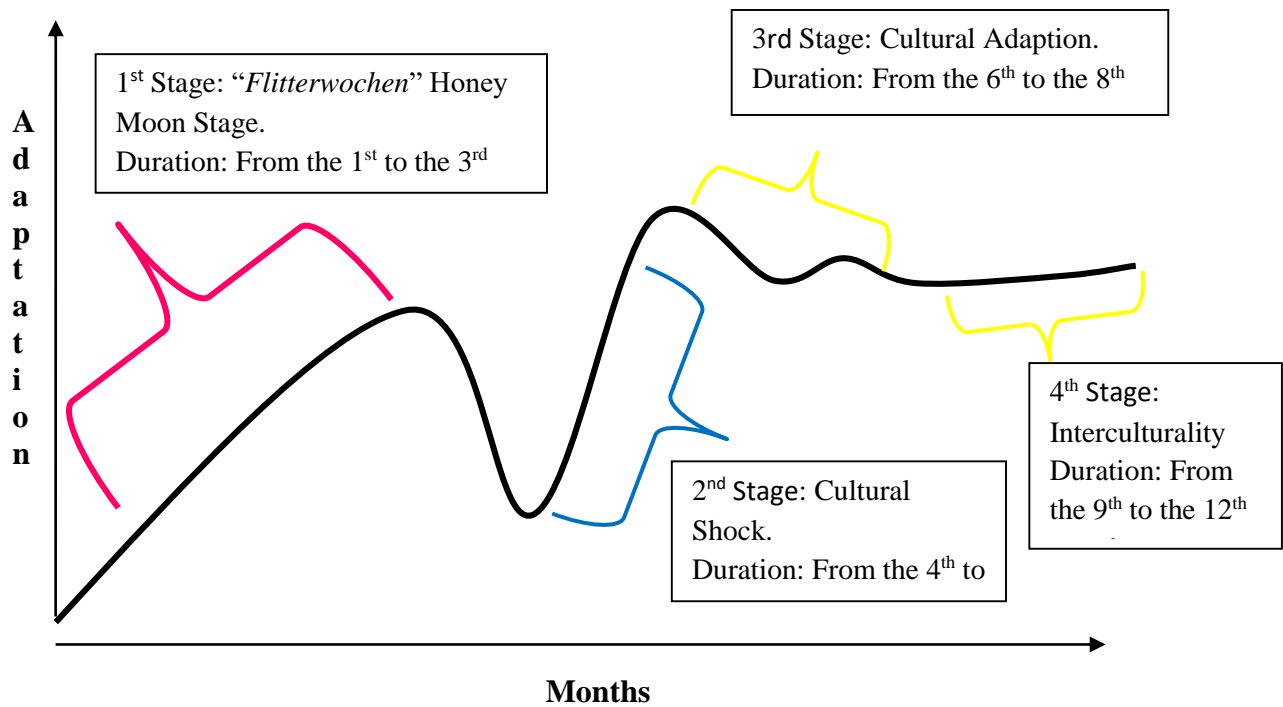 Adaptation
1st Stage: “Flitterwochen” Honey
Moon Stage.
Duration: From the 1st to the 3rd
3rd Stage: Cultural Adaption.
Duration: From the 6th to the 8th
2nd Stage: Cultural
Shock.
Duration: From the 4th to
4th Stage:
Interculturality
Duration: From
the 9th to the 12th
Months